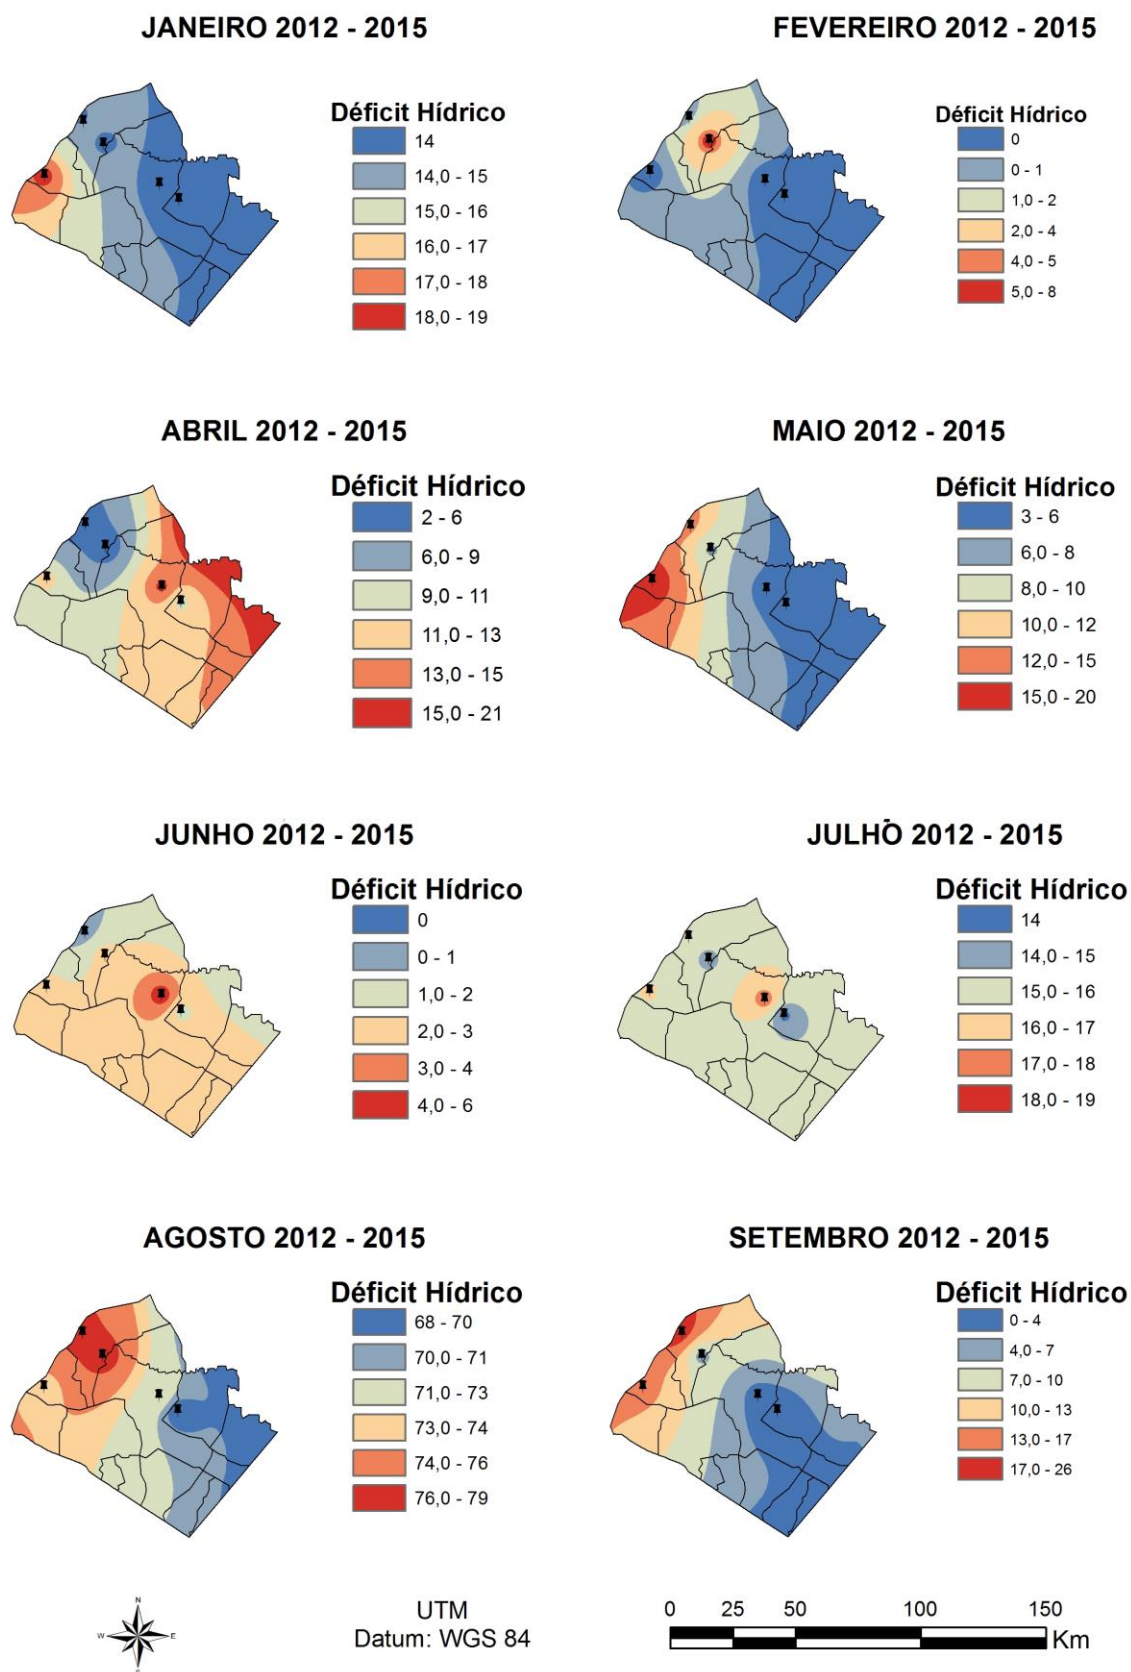 JANEIRO 2012 - 2015
Déficit Hídrico
14
14,0 - 15
15,0 - 16
16,0 - 17
17,0 - 18
18,0 - 19
FEVEREIRO 2012 - 2015
Déficit Hídrico
0
0 - 1
1,0 - 2
2,0 - 4
4,0 - 5
5,0 - 8
ABRIL 2012 - 2015
Déficit Hídrico
2 - 6
6,0 - 9
9,0 - 11
11,0 - 13
13,0 - 15
15,0 - 21
MAIO 2012 - 2015
Déficit Hídrico
3 - 6
6,0 - 8
8,0 - 10
10,0 - 12
12,0 - 15
15,0 - 20
JUNHO 2012 - 2015
Déficit Hídrico
0
0 - 1
1,0 - 2
2,0 - 3
3,0 - 4
4,0 - 6
JULHO 2012 - 2015
Déficit Hídrico
14
14,0 - 15
15,0 - 16
16,0 - 17
17,0 - 18
18,0 - 19
AGOSTO 2012 - 2015
Déficit Hídrico
68 - 70
70,0 - 71
71,0 - 73
73,0 - 74
74,0 - 76
76,0 - 79
SETEMBRO 2012 - 2015
Déficit Hídrico
0 - 4
4,0 - 7
7,0 - 10
10,0 - 13
13,0 - 17
17,0 - 26
N
W E
UTM
Datum: WGS 84
0 25 50 100 150
Km